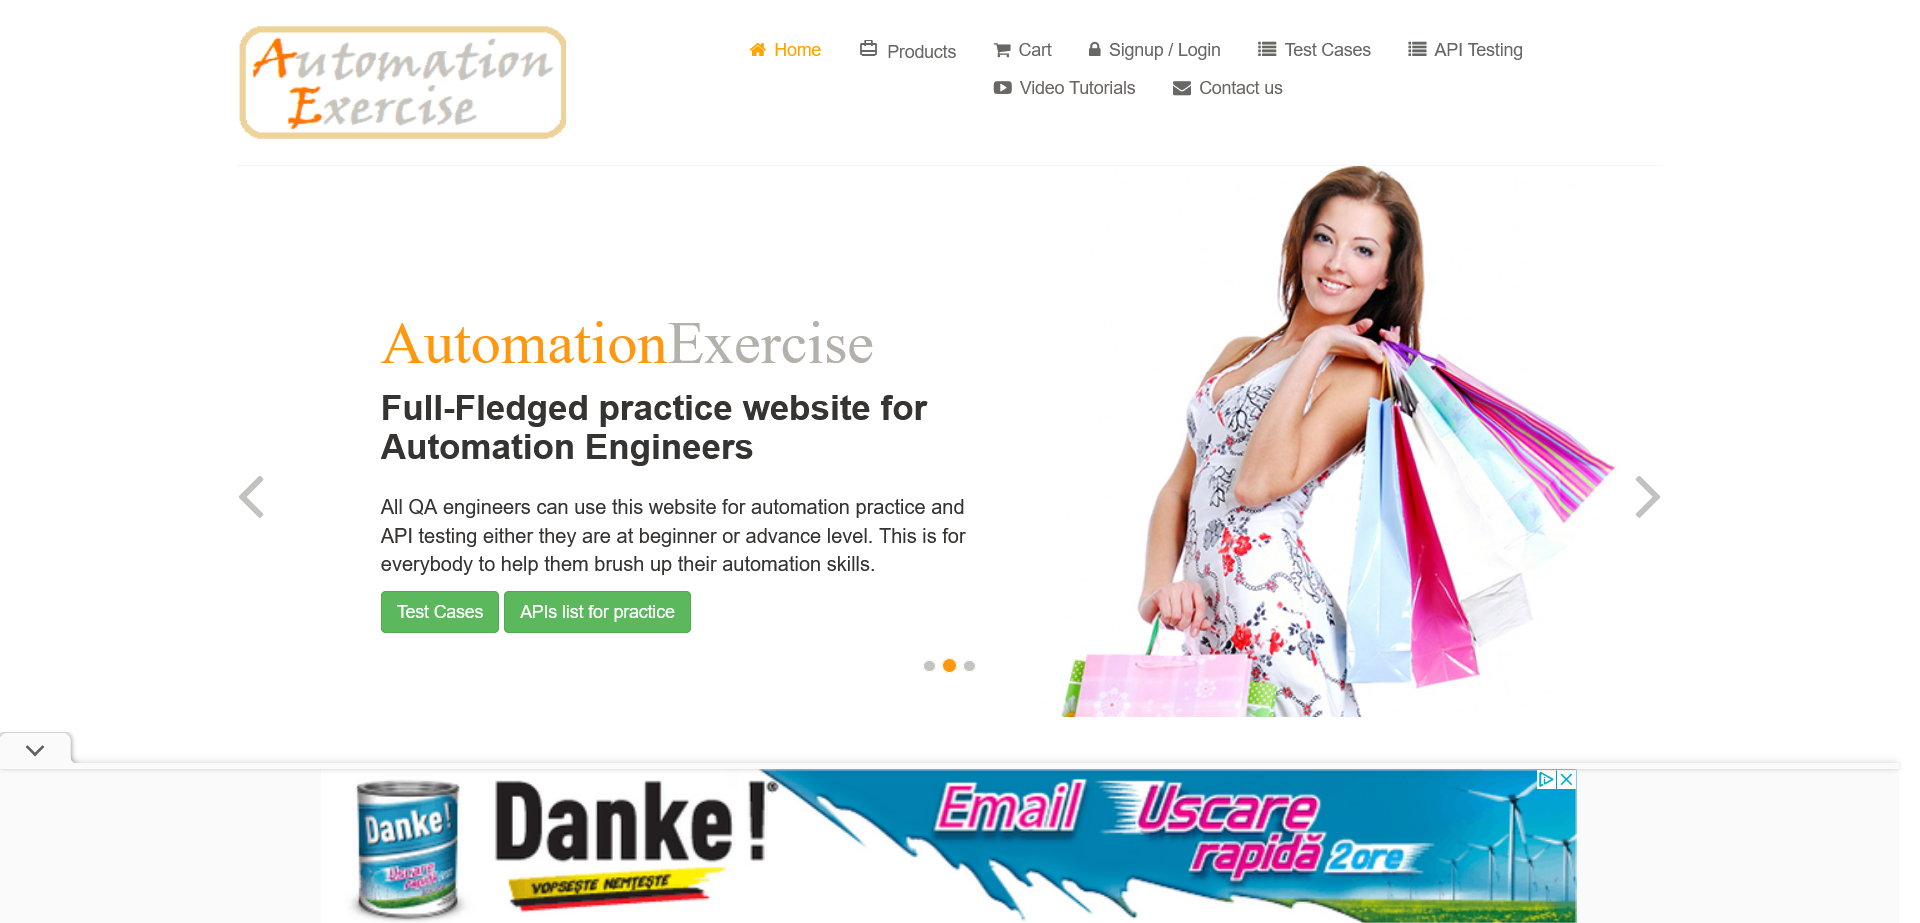 Automation
Exercise
Home
Products
Cart
Signup / Login
Test Cases
API Testing
Video Tutorials
Contact us
AutomationExercise
Full-Fledged practice website for
Automation Engineers
All QA engineers can use this website for automation practice and
API testing either they are at beginner or advance level. This is for
everybody to help them brush up their automation skills.
Test Cases
APIs list for practice
Danke!
Uscare
rapidă 2ore
Danke!®
VOPSEȘTE NEMȚEȘTE
Email Uscare
rapidă 2ore